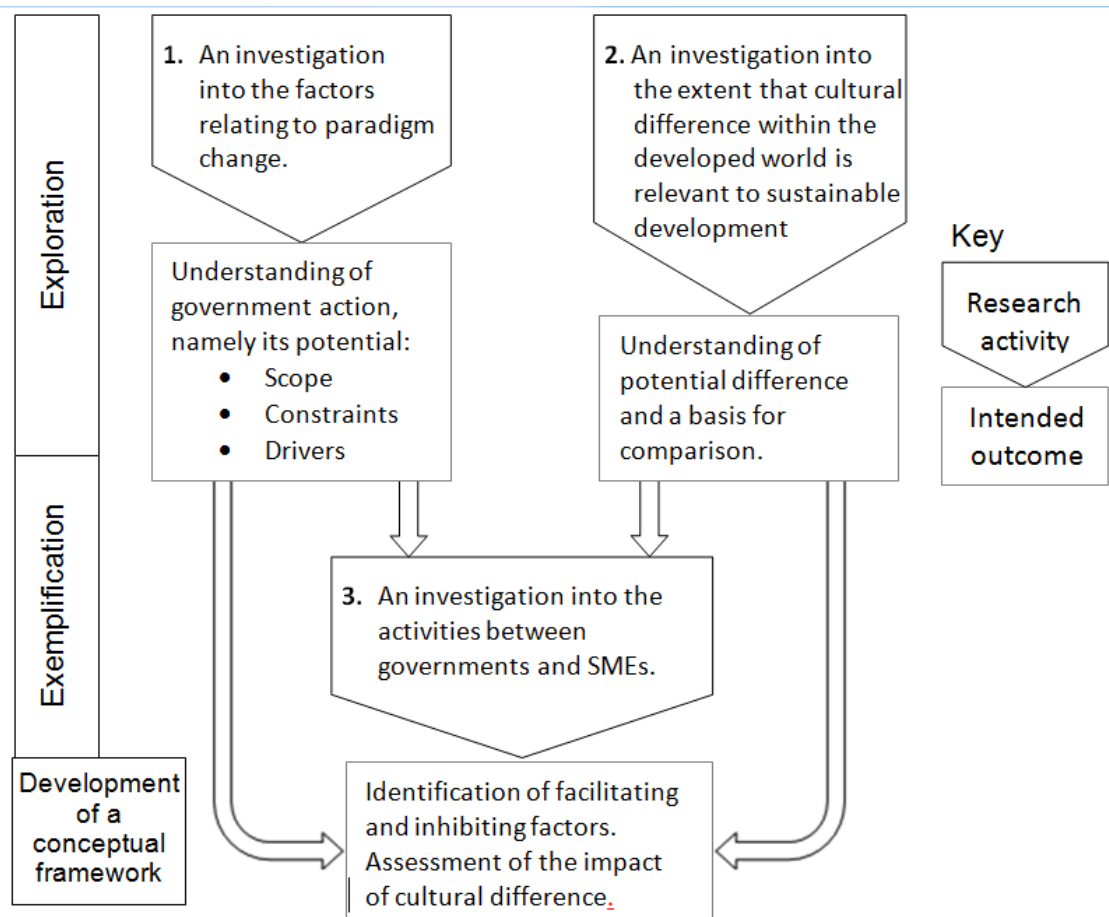 Exploration
1. An investigation
into the factors
relating to paradigm
change.
2. An investigation into
the extent that cultural
difference within the
developed world is
relevant to sustainable
development
Understanding of
government action,
namely its potential:
• Scope
• Constraints
• Drivers
Understanding of
potential difference
and a basis for
comparison.
Key
Research
activity
Intended
outcome
Exemplification
3. An investigation into the
activities between
governments and SMEs.
Development
of a
conceptual
framework
Identification of facilitating
and inhibiting factors.
Assessment of the impact
of cultural difference.